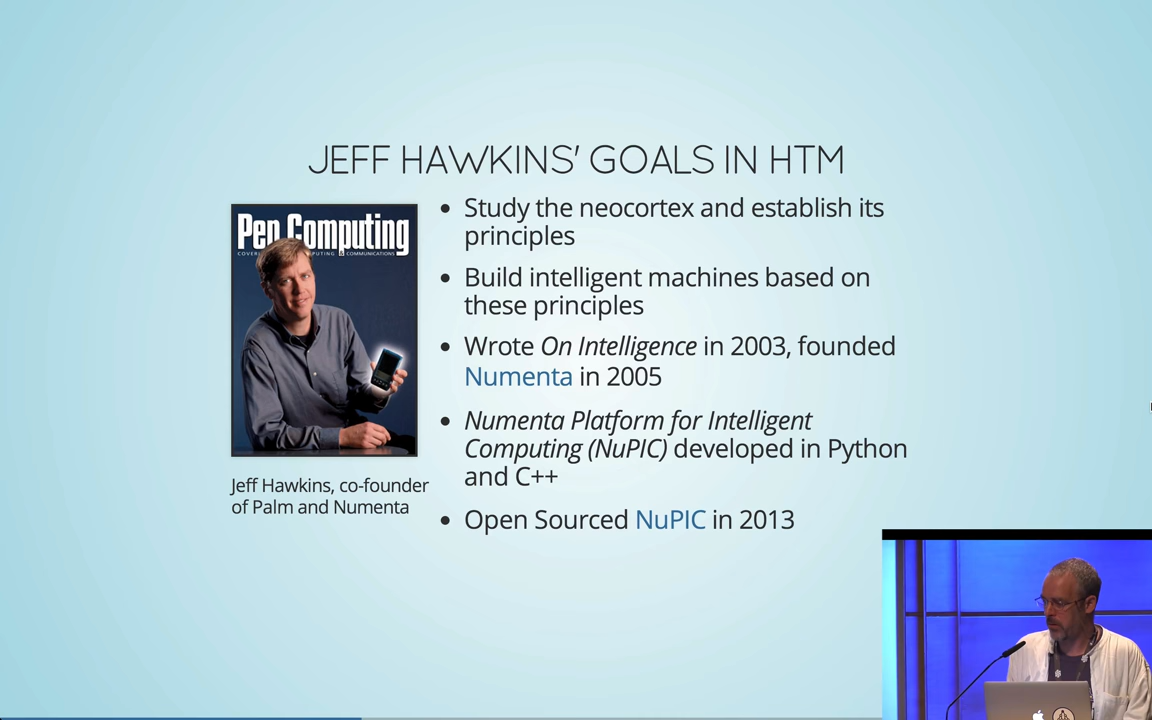 JEFF HAWKINS' GOALS IN HTM
Pen Computing
& COMMUNICATIONS
Jeff Hawkins, co-founder
of Palm and Numenta
• Study the neocortex and establish its
principles
• Build intelligent machines based on
these principles
• Wrote On Intelligence in 2003, founded
Numenta in 2005
• Numenta Platform for Intelligent
Computing (NuPIC) developed in Python
and C++
• Open Sourced NuPIC in 2013